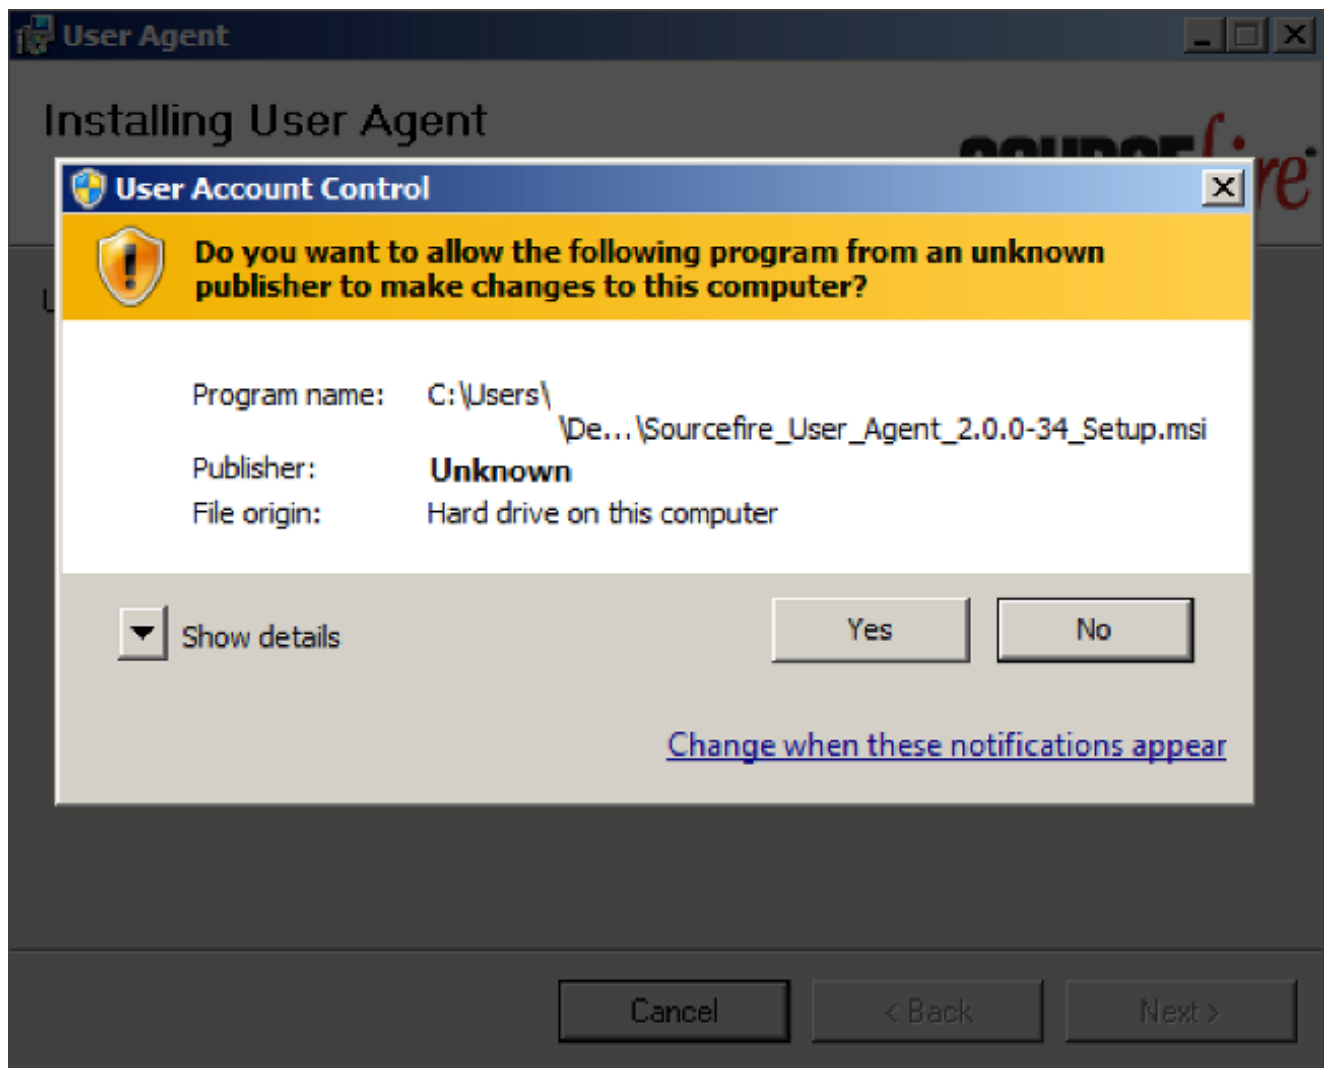 User Agent
Installing User Agent
User Account Control
Do you want to allow the following program from an unknown
publisher to make changes to this computer?
Program name: C:\Users\
\De...\Sourcefire_User_Agent_2.0.0-34_Setup.msi
Publisher: Unknown
File origin: Hard drive on this computer
Show details
Yes No
Change when these notifications appear
Cancel < Back Next >